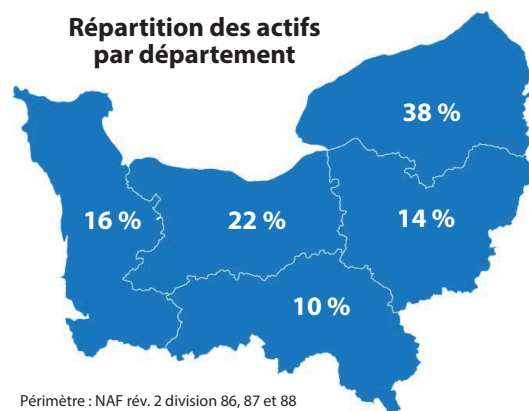 Répartition des actifs
par département
38 %
16 %
22 %
14 %
10 %
Périmètre : NAF rév. 2 division 86, 87 et 88